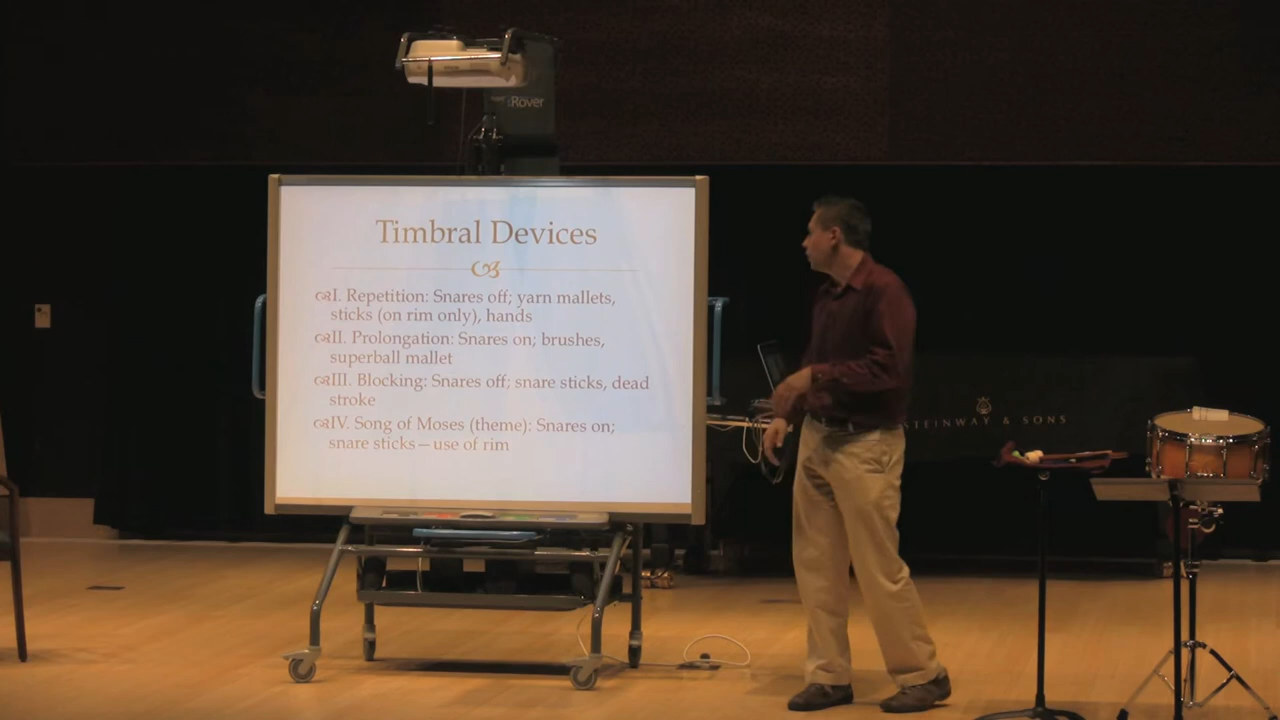 Rover
Timbral Devices
I. Repetition: Snares off; yarn mallets,
sticks (on rim only), hands
II. Prolongation: Snares on; brushes,
superball mallet
III. Blocking: Snares off; snare sticks, dead
stroke
IV. Song of Moses (theme): Snares on;
snare sticks—use of rim
STEINWAY & SONS